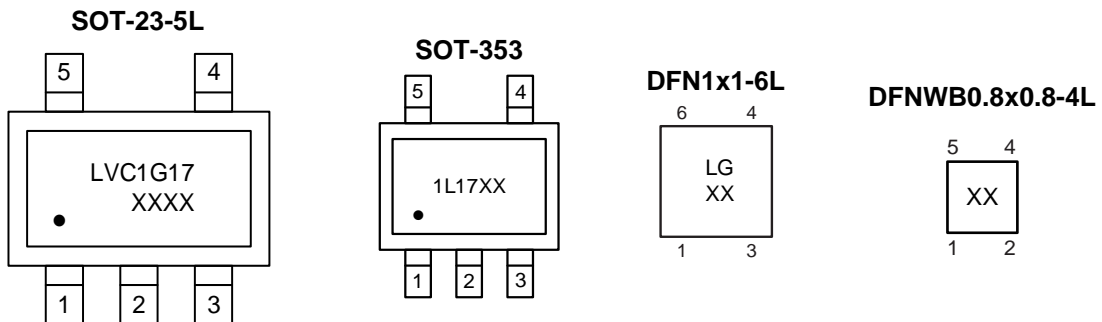 SOT-23-5L
5 4
LVC1G17
XXXX
1 2 3
SOT-353
5 4
1L17XX
1 2 3
DFN1x1-6L
6 4
LG
XX
1 3
DFNWB0.8x0.8-4L
5 4
XX
1 2